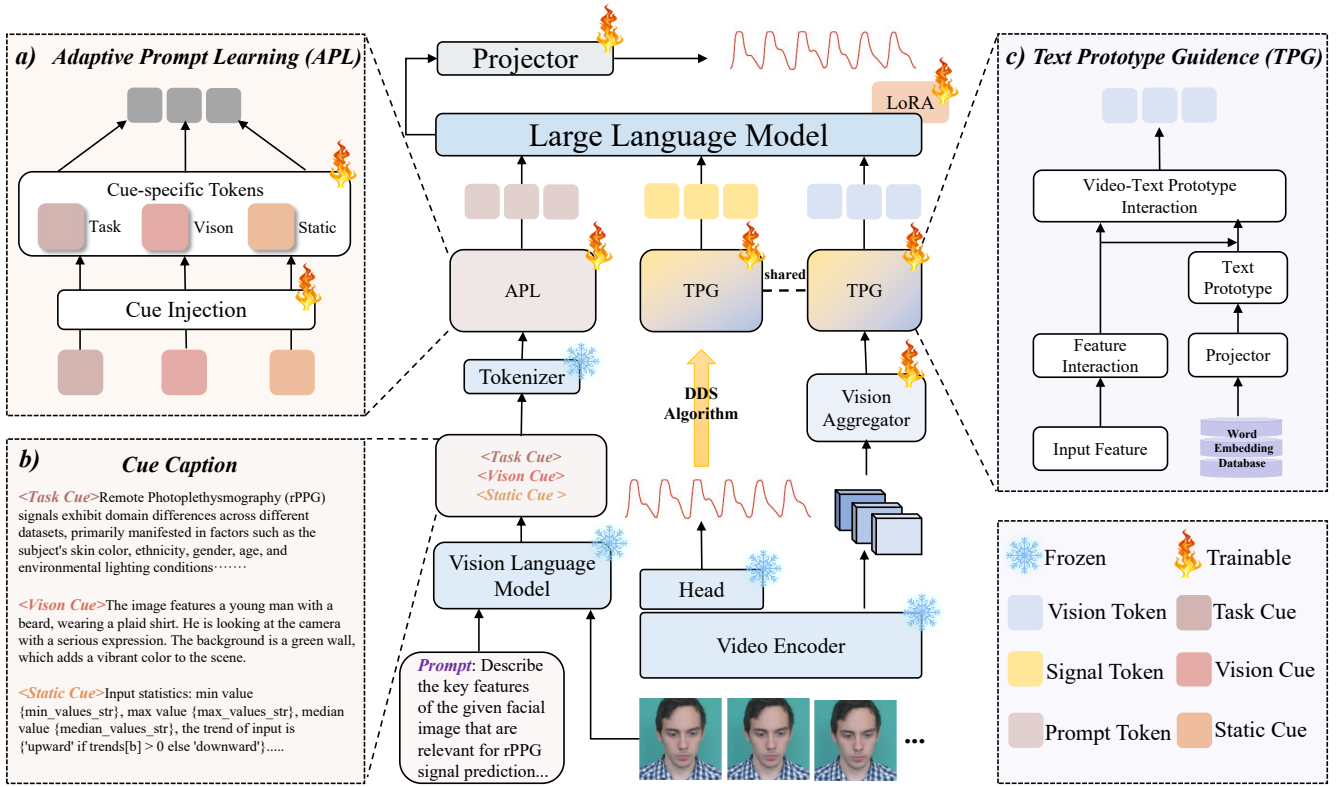 a) Adaptive Prompt Learning (APL)
Cue-specific Tokens
Task
Vison
Static
Cue Injection
b) Cue Caption
<Task Cue>Remote Photoplethysmography (rPPG)
signals exhibit domain differences across different
datasets, primarily manifested in factors such as the
subject's skin color, ethnicity, gender, age, and
environmental lighting conditions·······
<Vison Cue>The image features a young man with a
beard, wearing a plaid shirt. He is looking at the camera
with a serious expression. The background is a green wall,
which adds a vibrant color to the scene.
<Static Cue>Input statistics: min value
{min_values_str}, max value {max_values_str}, median
value {median_values_str}, the trend of input is
{'upward' if trends[b] > 0 else 'downward'}.....
Projector
LoRA
Large Language Model
APL
TPG
shared
TPG
Tokenizer
DDS
Algorithm
Vision
Aggregator
<Task Cue>
<Vison Cue>
<Static Cue >
Vision Language
Model
Head
Video Encoder
Prompt: Describe
the key features
of the given facial
image that are
relevant for rPPG
signal prediction...
...
c) Text Prototype Guidence (TPG)
Video-Text Prototype
Interaction
Text
Prototype
Feature
Interaction
Projector
Input Feature
Word
Embedding
Database
Frozen
Trainable
Vision Token
Task Cue
Signal Token
Vision Cue
Prompt Token
Static Cue